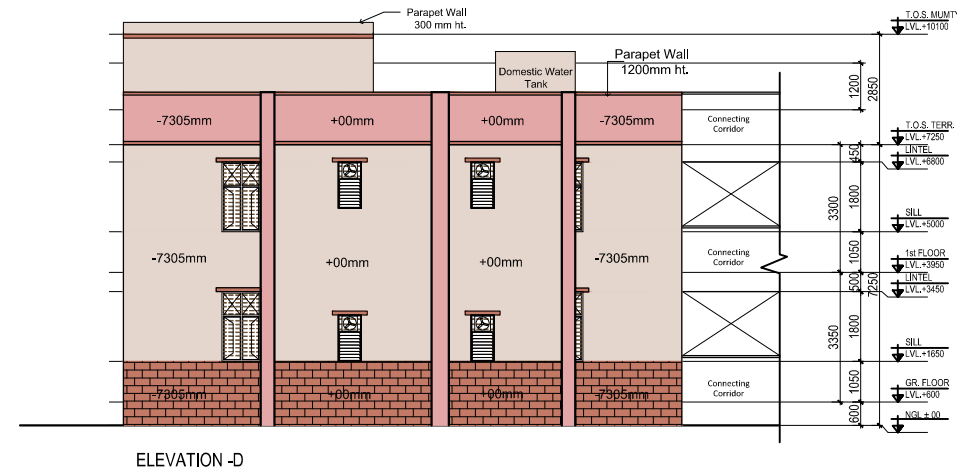 Parapet Wall
300 mm ht.
T.O.S. MUMTY
LVL.+10100
Parapet Wall
1200mm ht.
Domestic Water
Tank
1200
2850
-7305mm
+00mm
+00mm
-7305mm
Connecting
Corridor
T.O.S. TERR.
LVL.+7250
450
LINTEL
LVL.+6800
3300
1800
SILL
LVL.+5000
-7305mm
+00mm
+00mm
-7305mm
Connecting
Corridor
1050
1st FLOOR
LVL.+3950
500
7250
LINTEL
LVL.+3450
3350
1800
SILL
LVL.+1650
-7305mm
+00mm
+00mm
-7305mm
Connecting
Corridor
1050
GR. FLOOR
LVL.+600
600
NGL ± 00
ELEVATION -D